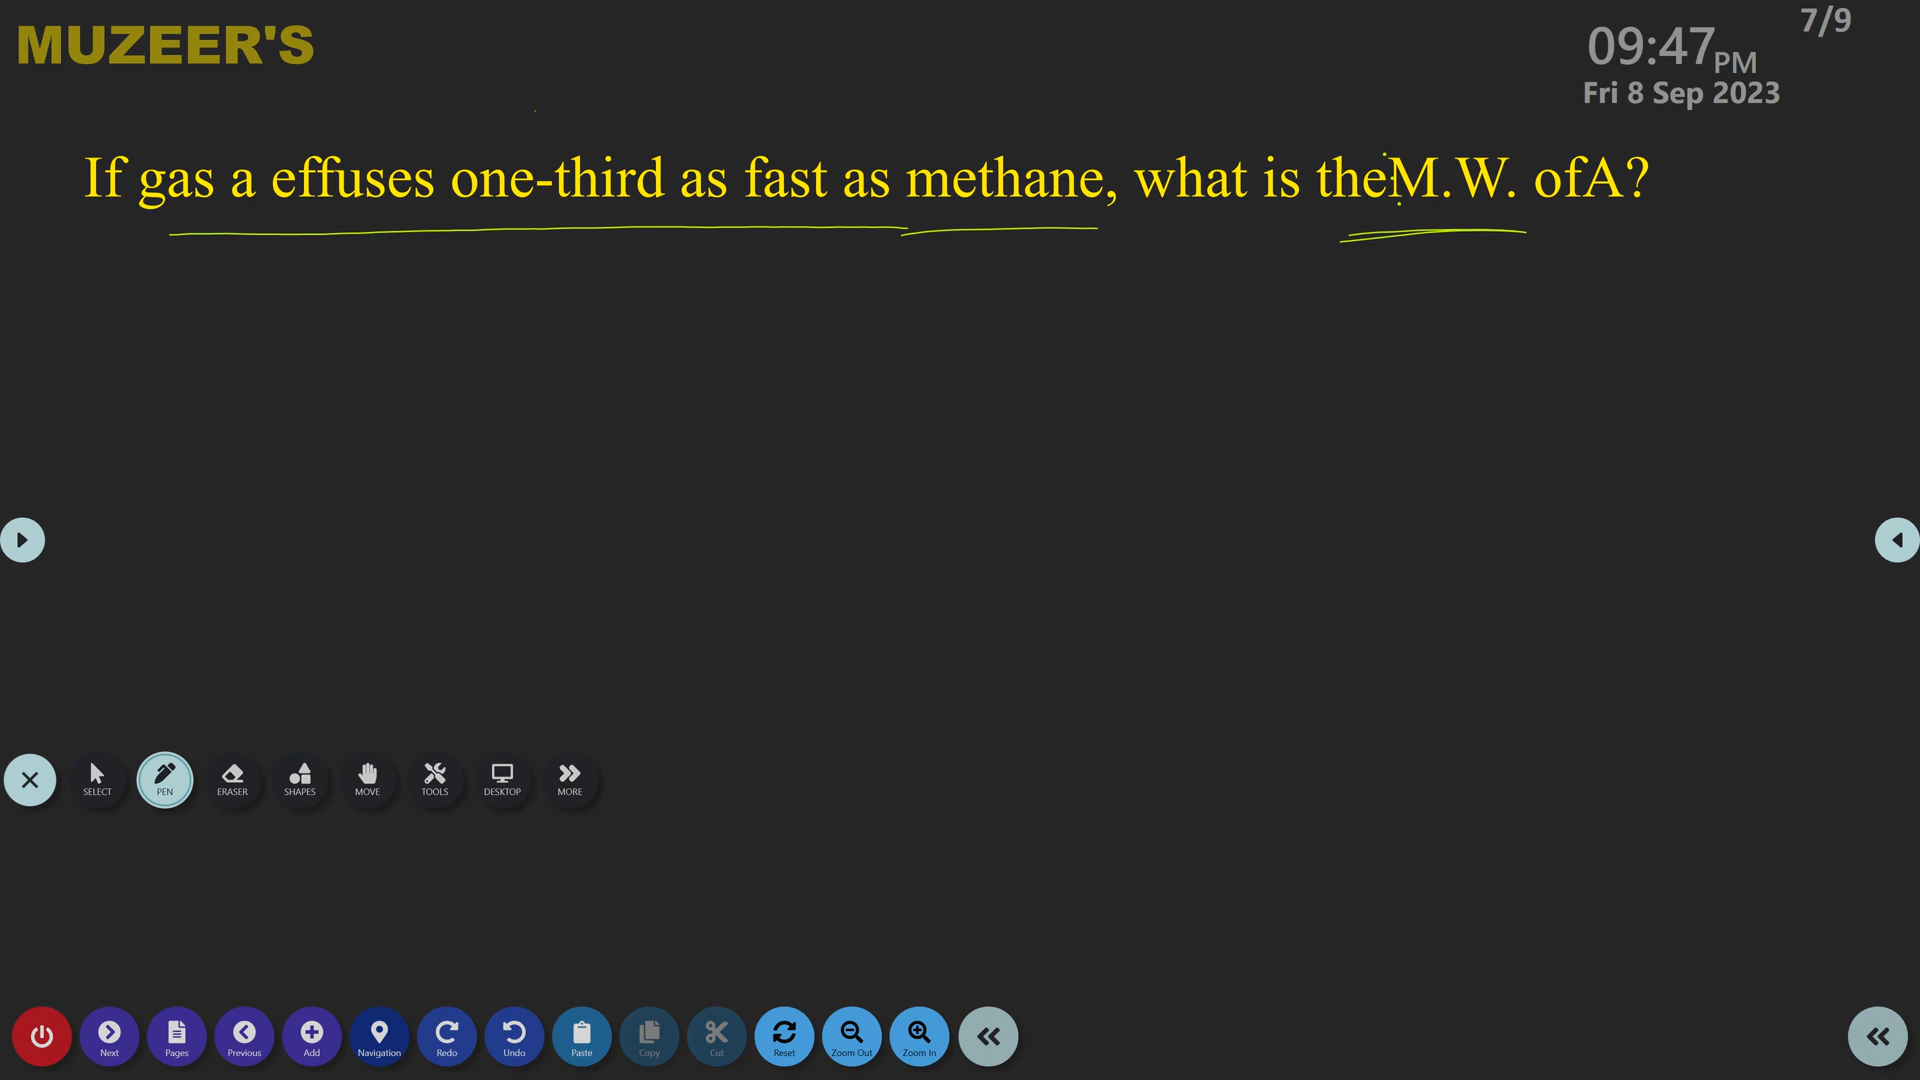 MUZEER'S
09:47PM
7/9
Fri 8 Sep 2023
If gas a effuses one-third as fast as methane, what is theM.W. ofA?
SELECT
PEN
ERASER
SHAPES
MOVE
TOOLS
DESKTOP
MORE
Next
Pages
Previous
Add
Navigation
Redo
Undo
Paste
Copy
Cut
Reset
Zoom Out
Zoom In